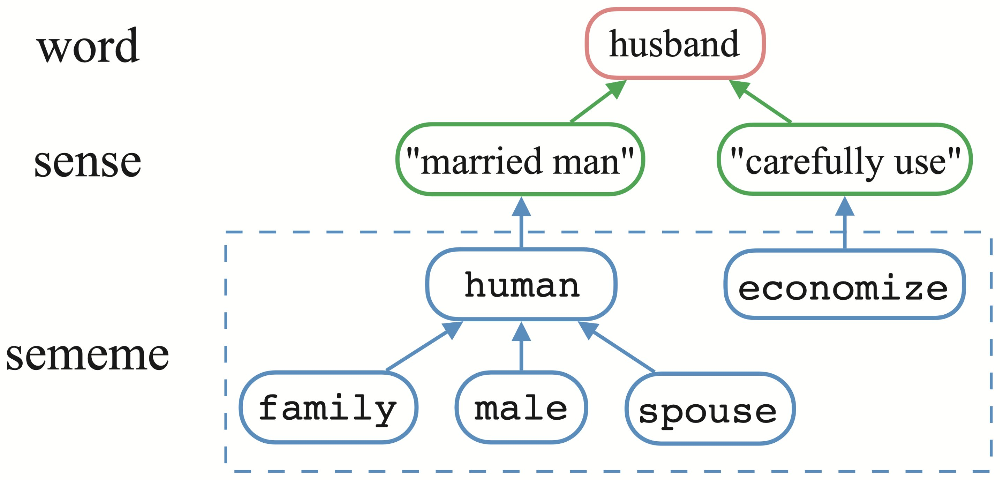 word
husband
sense
"married man"
"carefully use"
human
economize
sememe
family
male
spouse